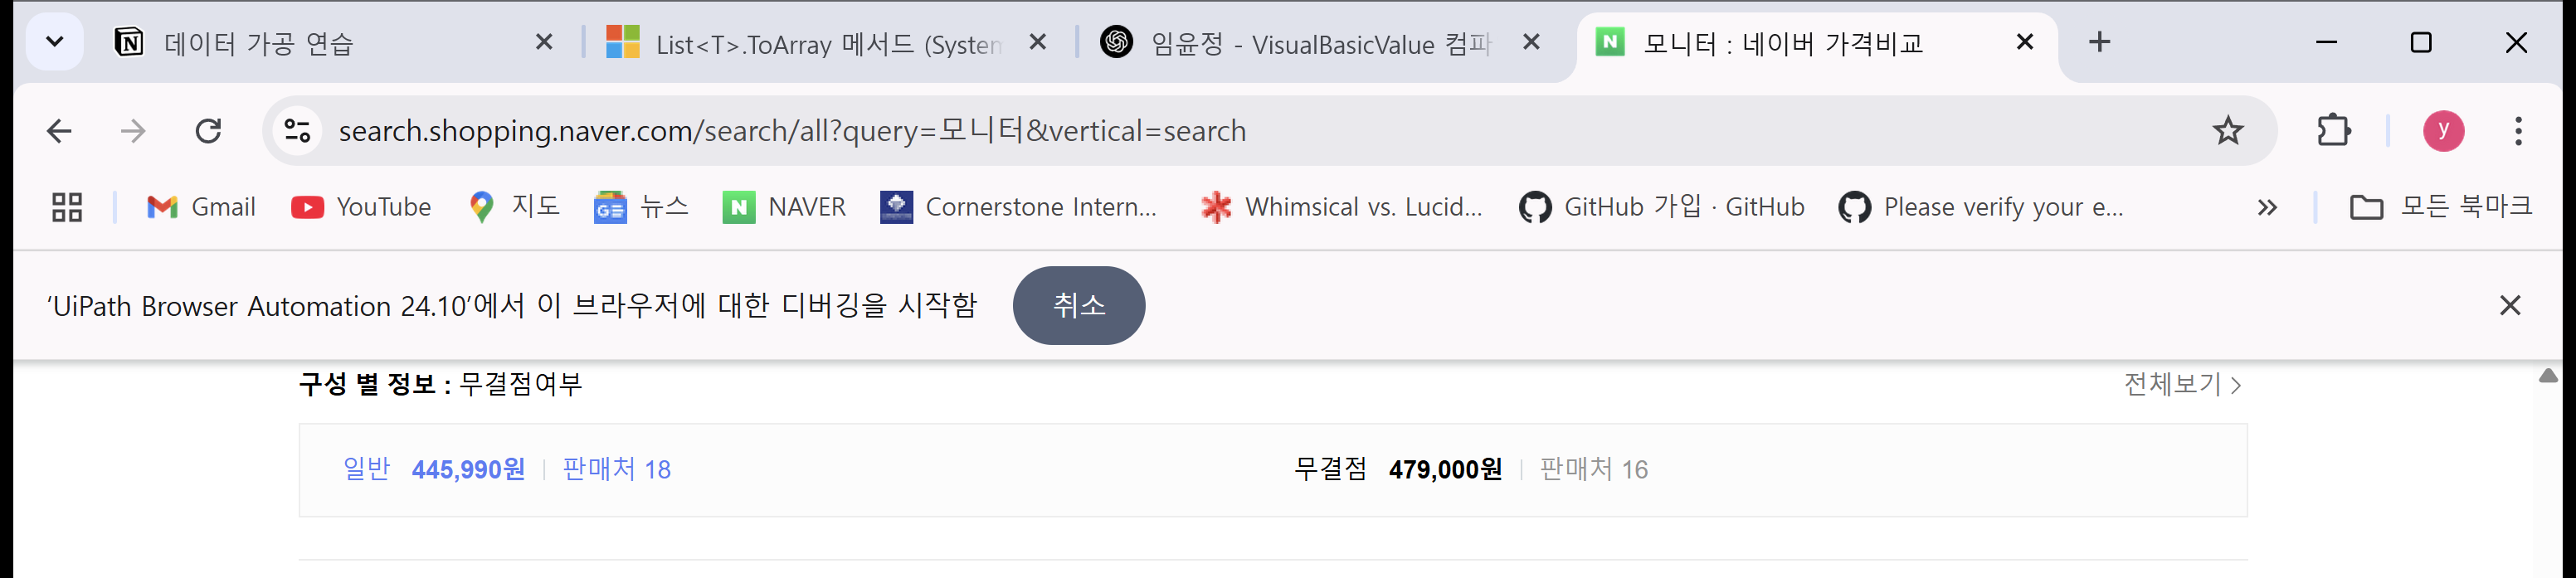 데이터 가공 연습
List<T>.ToArray 메서드 (System
임윤정 - VisualBasicValue 컴파
모니터 : 네이버 가격비교
search.shopping.naver.com/search/all?query=모니터&vertical=search
y
Gmail
YouTube
지도
뉴스
NAVER
Cornerstone Intern...
Whimsical vs. Lucid...
GitHub 가입 · GitHub
Please verify your e...
모든 북마크
'UiPath Browser Automation 24.10'에서 이 브라우저에 대한 디버깅을 시작함
취소
구성 별 정보 : 무결점여부
전체보기 >
일반 445,990원 | 판매처 18
무결점 479,000원 | 판매처 16